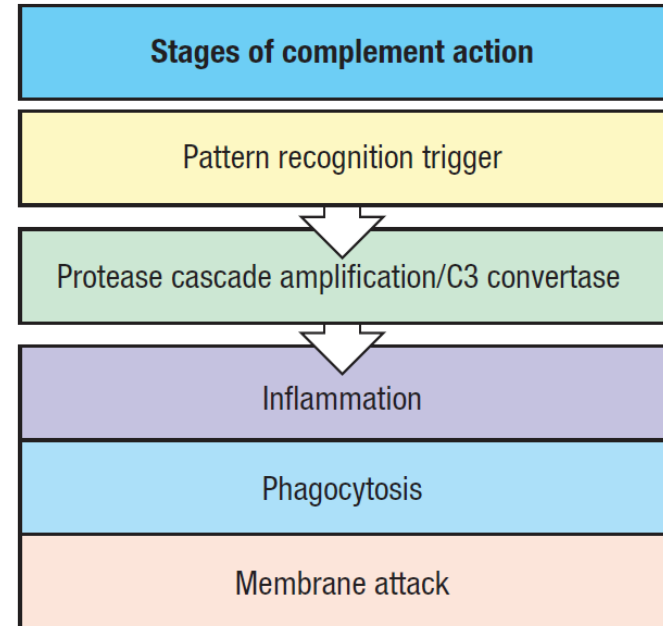 Stages of complement action
Pattern recognition trigger
Protease cascade amplification/C3 convertase
Inflammation
Phagocytosis
Membrane attack